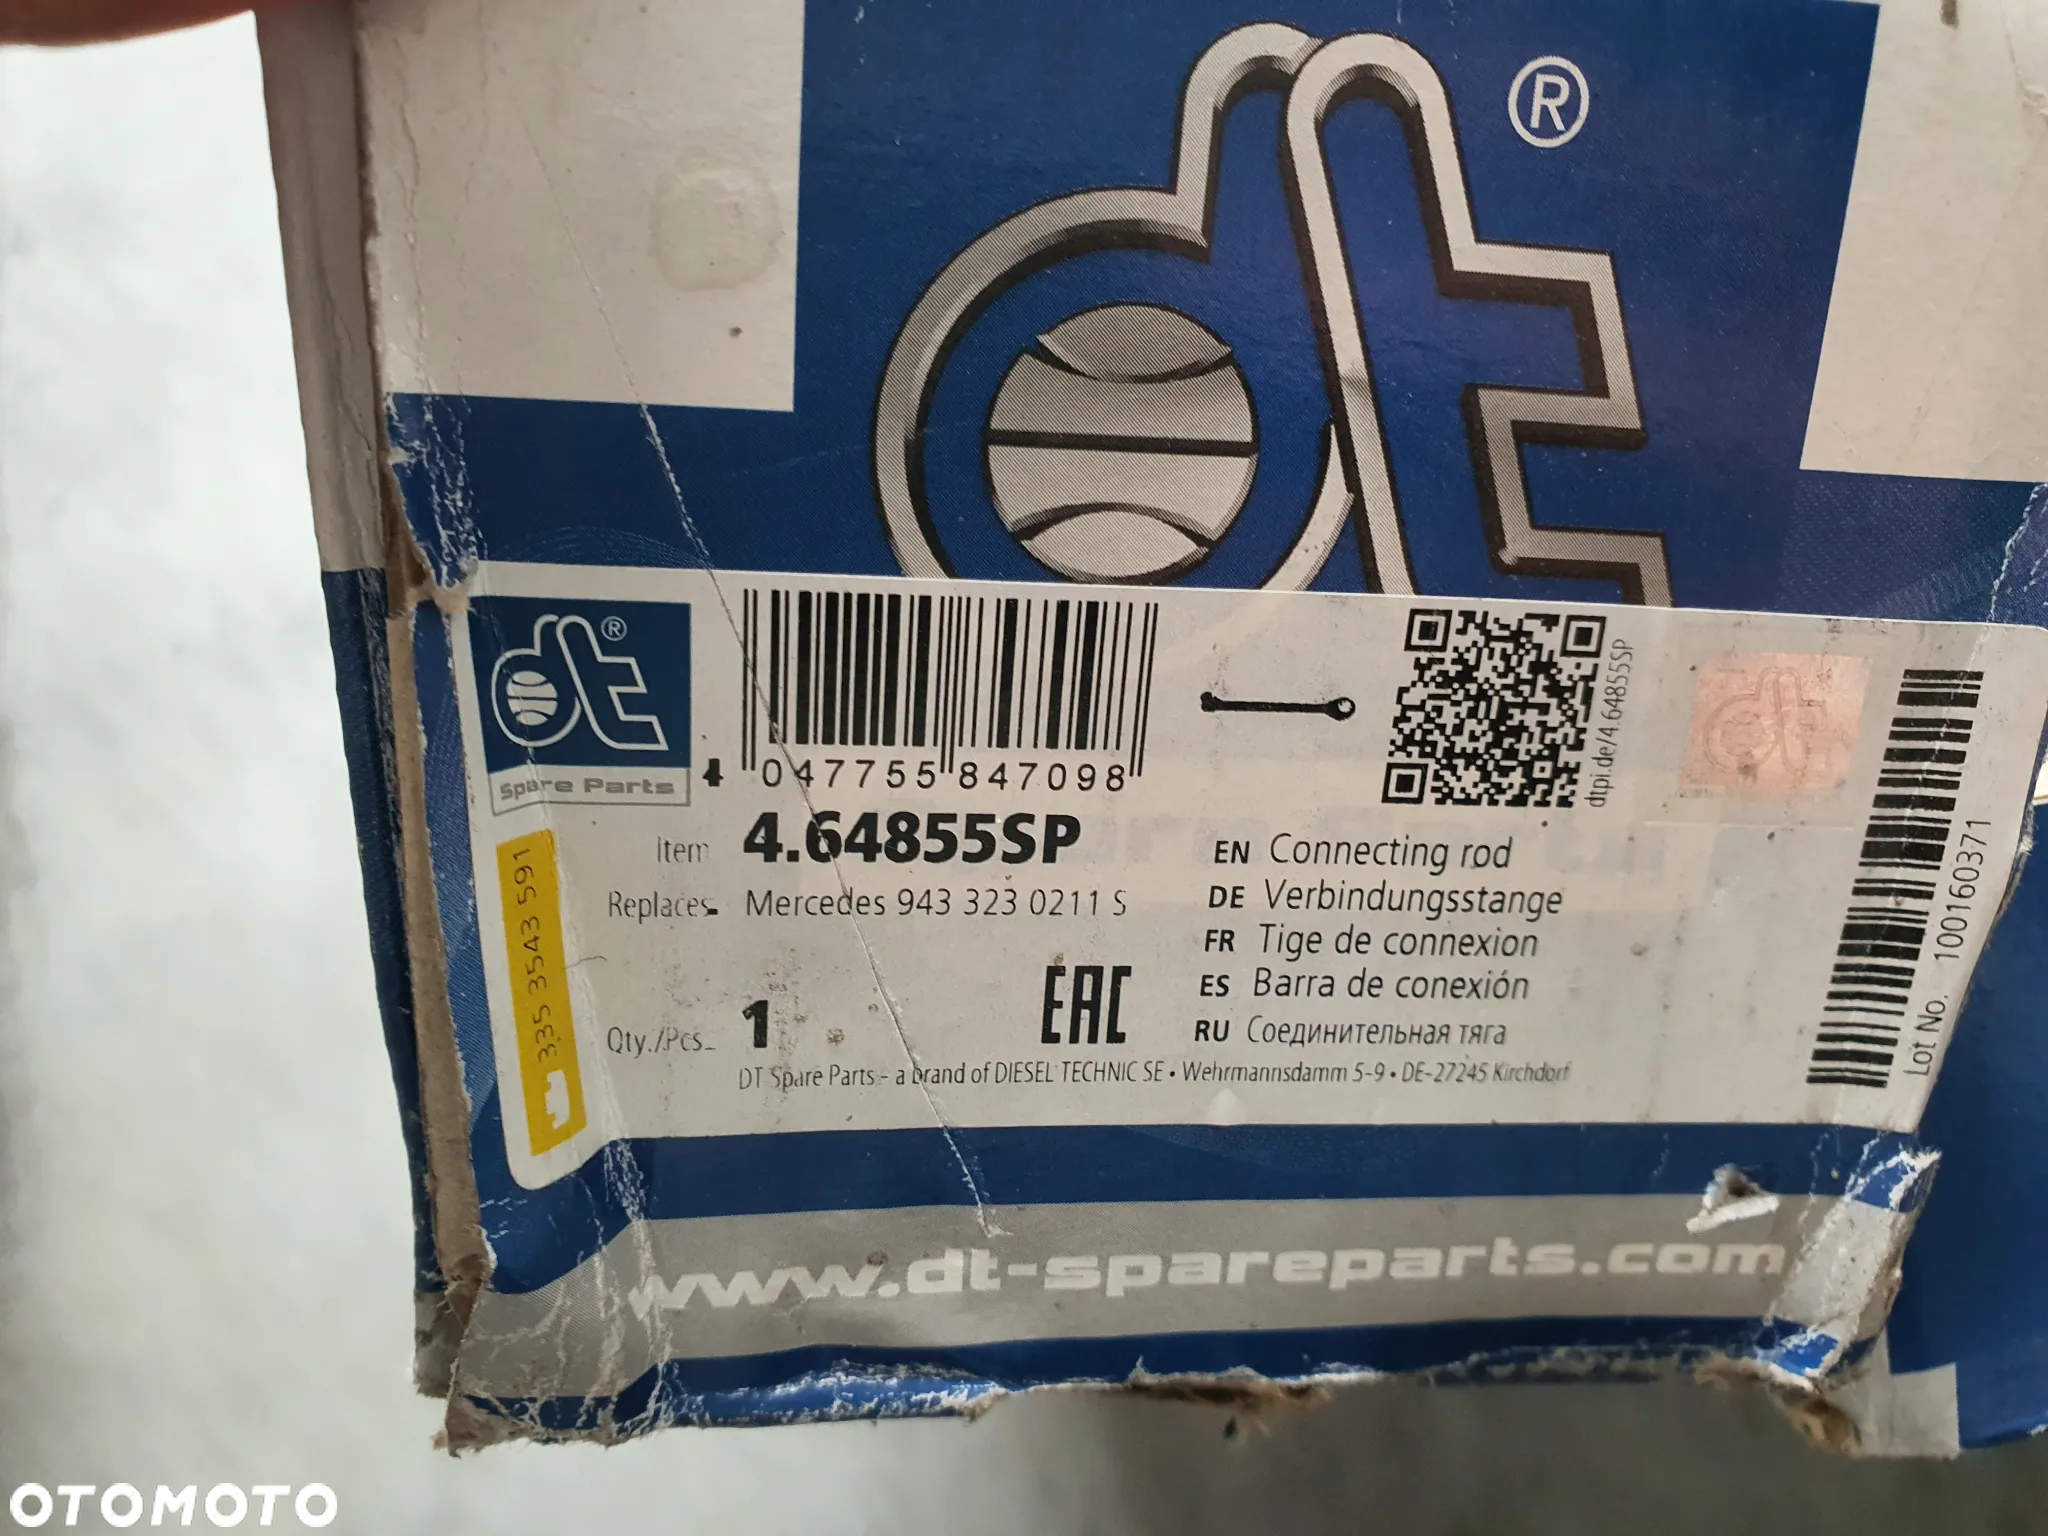 ®
dt
dt®
Spare Parts
4 047755 847098
dtpi.de/4.64855SP
Item 4.64855SP
Replaces Mercedes 943 323 0211 S
335 3543 591
Qty./Pcs. 1
EAC
EN Connecting rod
DE Verbindungsstange
FR Tige de connexion
ES Barra de conexión
RU Соединительная тяга
DT Spare Parts - a brand of DIESEL TECHNIC SE • Wehrmannsdamm 5-9 • DE-27245 Kirchdorf
Lot No. 100160371
www.dt-spareparts.com
OTOMOTO